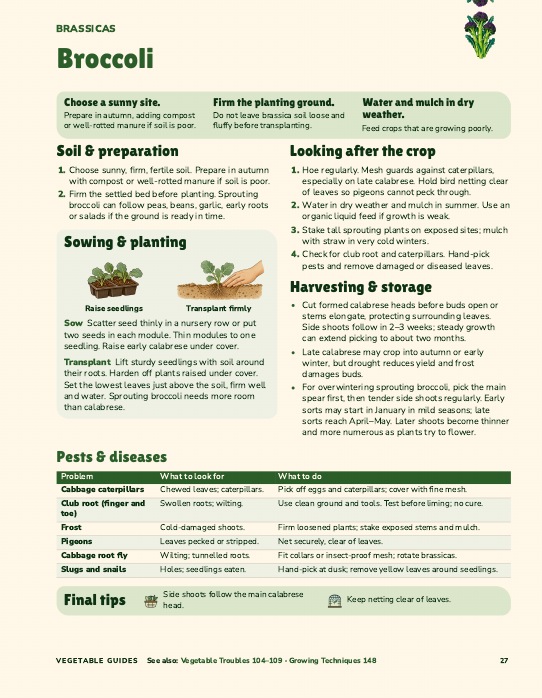 BRASSICAS
Broccoli
Choose a sunny site.
Prepare in autumn, adding compost
or well-rotted manure if soil is poor.
Firm the planting ground.
Do not leave brassica soil loose and
fluffy before transplanting.
Water and mulch in dry
weather.
Feed crops that are growing poorly.
Soil & preparation
1. Choose sunny, firm, fertile soil. Prepare in autumn
with compost or well-rotted manure if soil is poor.
2. Firm the settled bed before planting. Sprouting
broccoli can follow peas, beans, garlic, early roots
or salads if the ground is ready in time.
Sowing & planting
Raise seedlings
Transplant firmly
Sow Scatter seed thinly in a nursery row or put
two seeds in each module. Thin modules to one
seedling. Raise early calabrese under cover.
Transplant Lift sturdy seedlings with soil around
their roots. Harden off plants raised under cover.
Set the lowest leaves just above the soil, firm well
and water. Sprouting broccoli needs more room
than calabrese.
Looking after the crop
1. Hoe regularly. Mesh guards against caterpillars,
especially on late calabrese. Hold bird netting clear
of leaves so pigeons cannot peck through.
2. Water in dry weather and mulch in summer. Use an
organic liquid feed if growth is weak.
3. Stake tall sprouting plants on exposed sites; mulch
with straw in very cold winters.
4. Check for club root and caterpillars. Hand-pick
pests and remove damaged or diseased leaves.
Harvesting & storage
• Cut formed calabrese heads before buds open or
stems elongate, protecting surrounding leaves.
Side shoots follow in 2–3 weeks; steady growth
can extend picking to about two months.
• Late calabrese may crop into autumn or early
winter, but drought reduces yield and frost
damages buds.
• For overwintering sprouting broccoli, pick the main
spear first, then tender side shoots regularly. Early
sorts may start in January in mild seasons; late
sorts reach April–May. Later shoots become thinner
and more numerous as plants try to flower.
Pests & diseases
Problem What to look for What to do
Cabbage caterpillars Chewed leaves; caterpillars. Pick off eggs and caterpillars; cover with fine mesh.
Club root (finger and Swollen roots; wilting. Use clean ground and tools. Test before liming; no cure.
toe)
Frost Cold-damaged shoots. Firm loosened plants; stake exposed stems and mulch.
Pigeons Leaves pecked or stripped. Net securely, clear of leaves.
Cabbage root fly Wilting; tunnelled roots. Fit collars or insect-proof mesh; rotate brassicas.
Slugs and snails Holes; seedlings eaten. Hand-pick at dusk; remove yellow leaves around seedlings.
Final tips
Side shoots follow the main calabrese
head.
Keep netting clear of leaves.
VEGETABLE GUIDES See also: Vegetable Troubles 104–109 · Growing Techniques 148 27